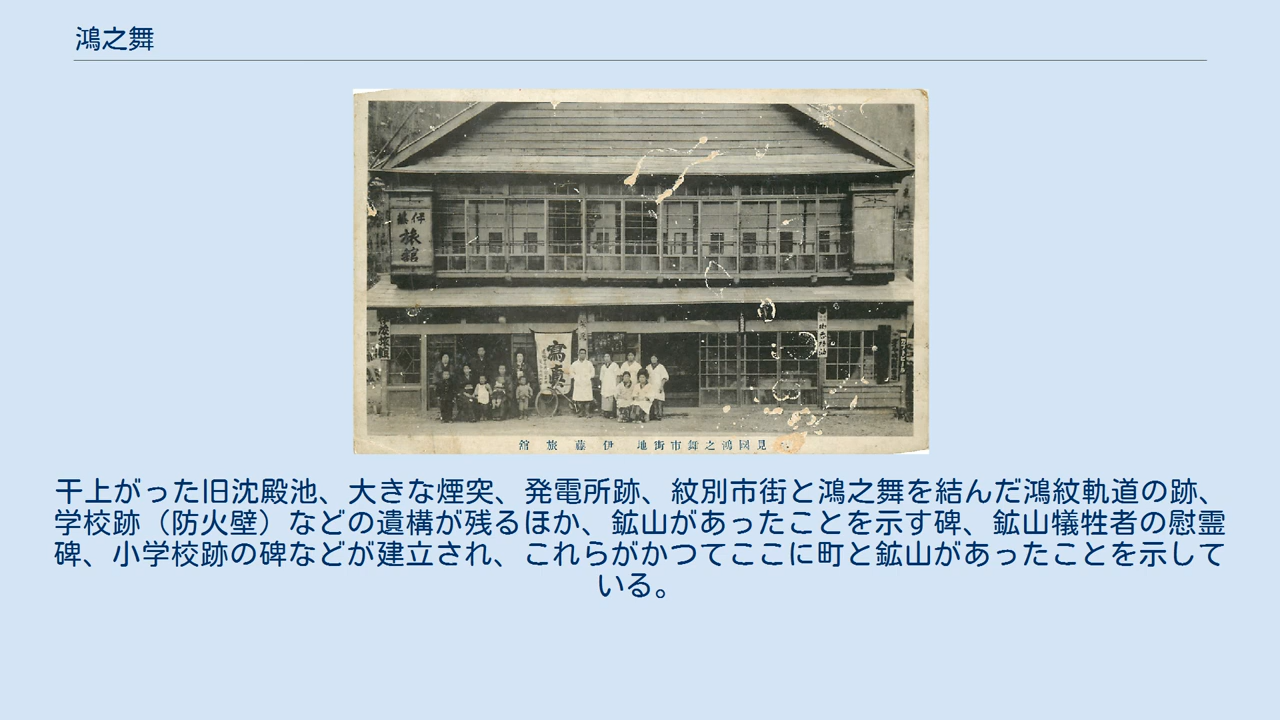 鴻之舞
伊藤
旅舘
寫真
北見國鴻之舞市街地 伊藤旅舘
干上がった旧沈殿池、大きな煙突、発電所跡、紋別市街と鴻之舞を結んだ鴻紋軌道の跡、
学校跡（防火壁）などの遺構が残るほか、鉱山があったことを示す碑、鉱山犠牲者の慰霊
碑、小学校跡の碑などが建立され、これらがかつてここに町と鉱山があったことを示して
いる。